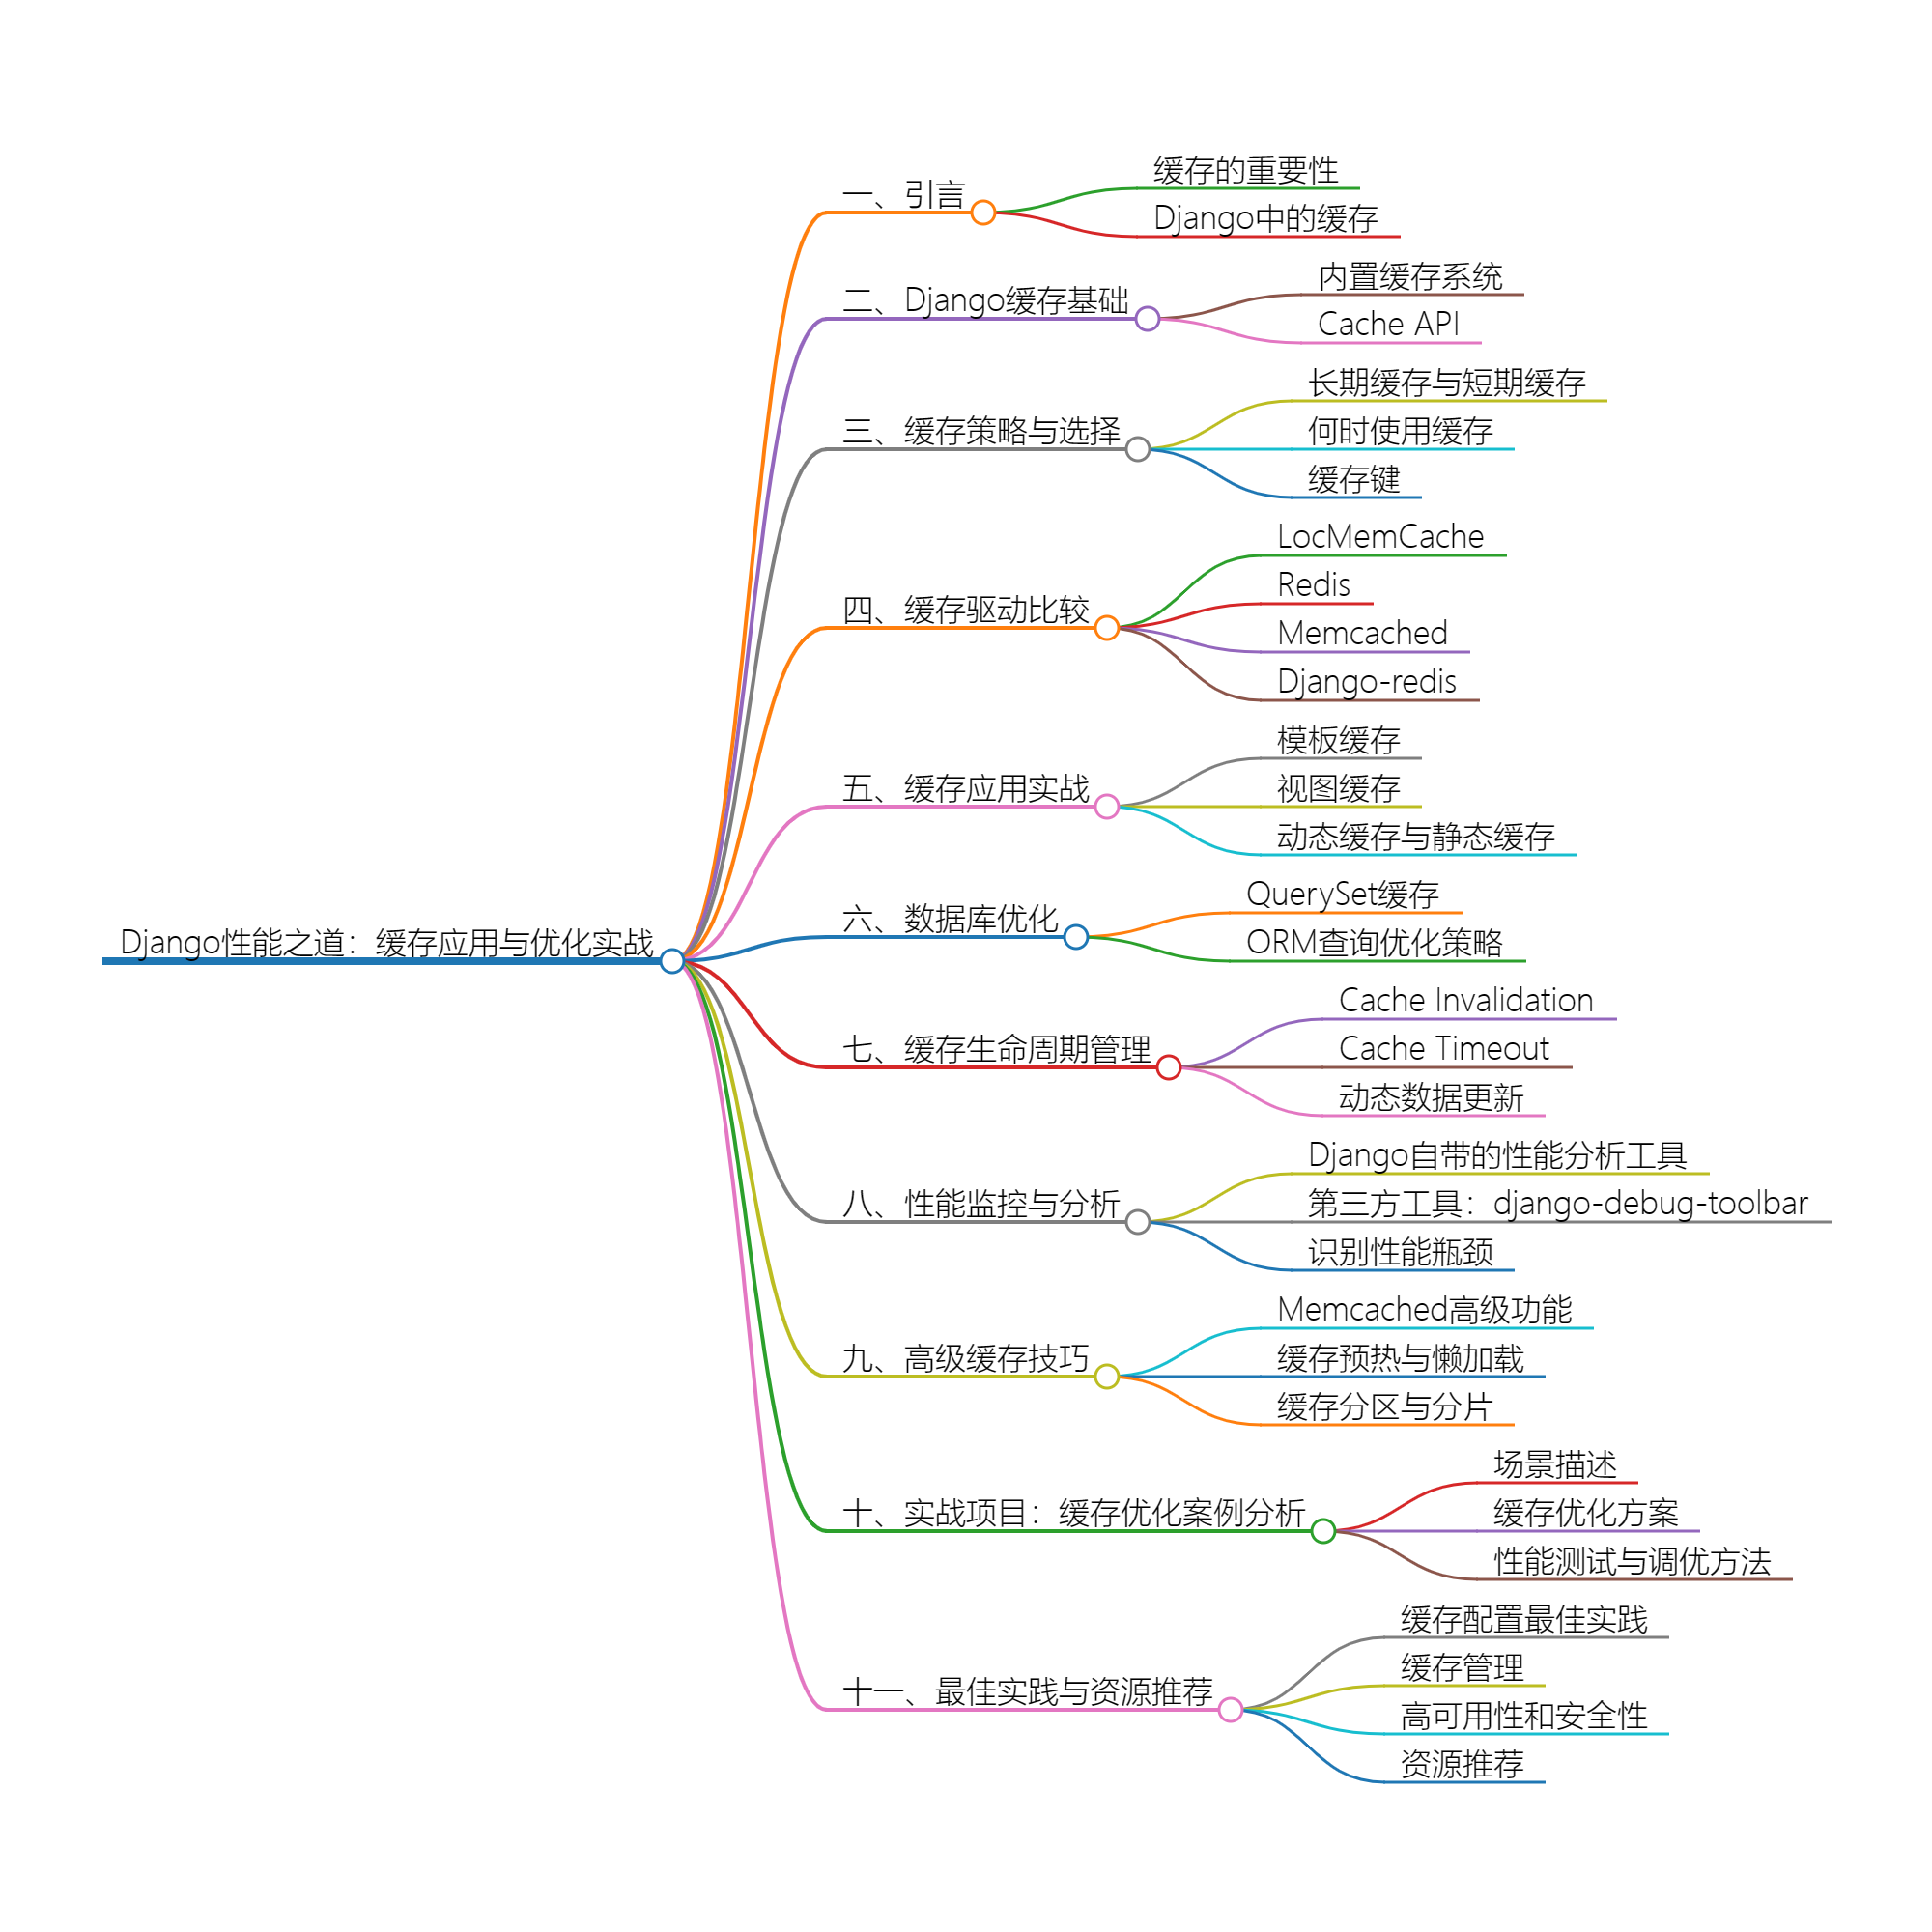 Django性能之道：缓存应用与优化实战
一、引言
缓存的重要性
Django中的缓存
二、Django缓存基础
内置缓存系统
Cache API
三、缓存策略与选择
长期缓存与短期缓存
何时使用缓存
缓存键
四、缓存驱动比较
LocMemCache
Redis
Memcached
Django-redis
五、缓存应用实战
模板缓存
视图缓存
动态缓存与静态缓存
六、数据库优化
QuerySet缓存
ORM查询优化策略
七、缓存生命周期管理
Cache Invalidation
Cache Timeout
动态数据更新
八、性能监控与分析
Django自带的性能分析工具
第三方工具：django-debug-toolbar
识别性能瓶颈
九、高级缓存技巧
Memcached高级功能
缓存预热与懒加载
缓存分区与分片
十、实战项目：缓存优化案例分析
场景描述
缓存优化方案
性能测试与调优方法
十一、最佳实践与资源推荐
缓存配置最佳实践
缓存管理
高可用性和安全性
资源推荐